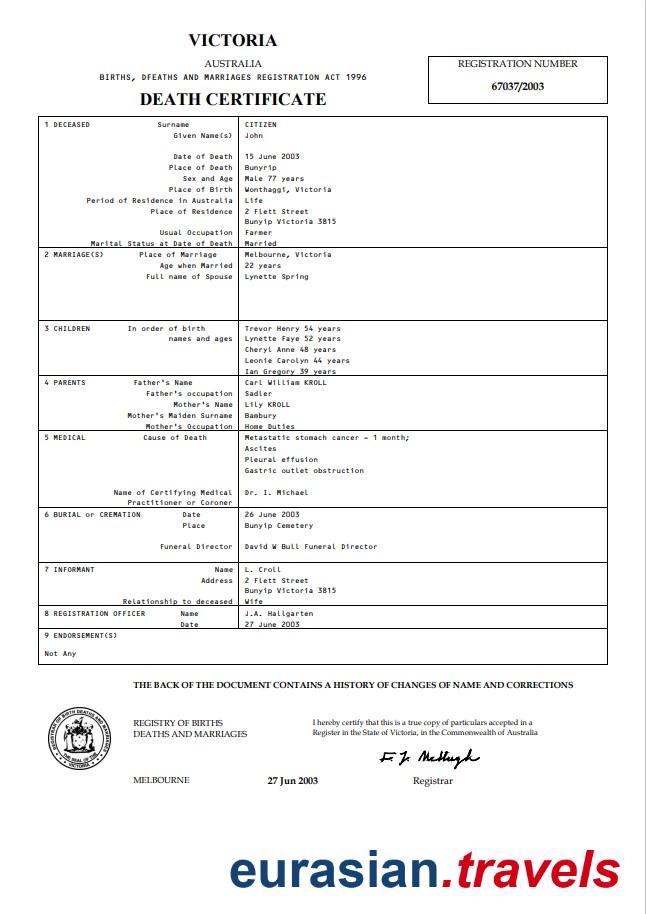 VICTORIA
AUSTRALIA
BIRTHS, DFEATHS AND MARRIAGES REGISTRATION ACT 1996
DEATH CERTIFICATE
REGISTRATION NUMBER
67037/2003
1 DECEASED Surname CITIZEN
Given Name(s) John
Date of Death 15 June 2003
Place of Death Bunyrip
Sex and Age Male 77 years
Place of Birth Wonthaggi, Victoria
Period of Residence in Australia Life
Place of Residence 2 Flett Street
Bunyip Victoria 3815
Usual Occupation Farmer
Marital Status at Date of Death Married
2 MARRIAGE(S) Place of Marriage Melbourne, Victoria
Age when Married 22 years
Full name of Spouse Lynette Spring
3 CHILDREN In order of birth Trevor Henry 54 years
names and ages Lynette Faye 52 years
Cheryl Anne 48 years
Leonie Carolyn 44 years
Ian Gregory 39 years
4 PARENTS Father's Name Carl William KROLL
Father's occupation Sadler
Mother's Name Lily KROLL
Mother's Maiden Surname Bambury
Mother's Occupation Home Duties
5 MEDICAL Cause of Death Metastatic stomach cancer - 1 month;
Ascites
Pleural effusion
Gastric outlet obstruction
Name of Certifying Medical Dr. I. Michael
Practitioner or Coroner
6 BURIAL or CREMATION Date 26 June 2003
Place Bunyip Cemetery
Funeral Director David W Bull Funeral Director
7 INFORMANT Name L. Croll
Address 2 Flett Street
Bunyip Victoria 3815
Relationship to deceased Wife
8 REGISTRATION OFFICER Name J.A. Hallgarten
Date 27 June 2003
9 ENDORSEMENT(S)
Not Any
THE BACK OF THE DOCUMENT CONTAINS A HISTORY OF CHANGES OF NAME AND CORRECTIONS
REGISTRY OF BIRTHS
DEATHS AND MARRIAGES
I hereby certify that this is a true copy of particulars accepted in a
Register in the State of Victoria, in the Commonwealth of Australia
REGISTRAR OF BIRTHS DEATHS AND MARRIAGES
THE SEAL OF THE
VICTORIA
MELBOURNE 27 Jun 2003 Registrar
eurasian.travels